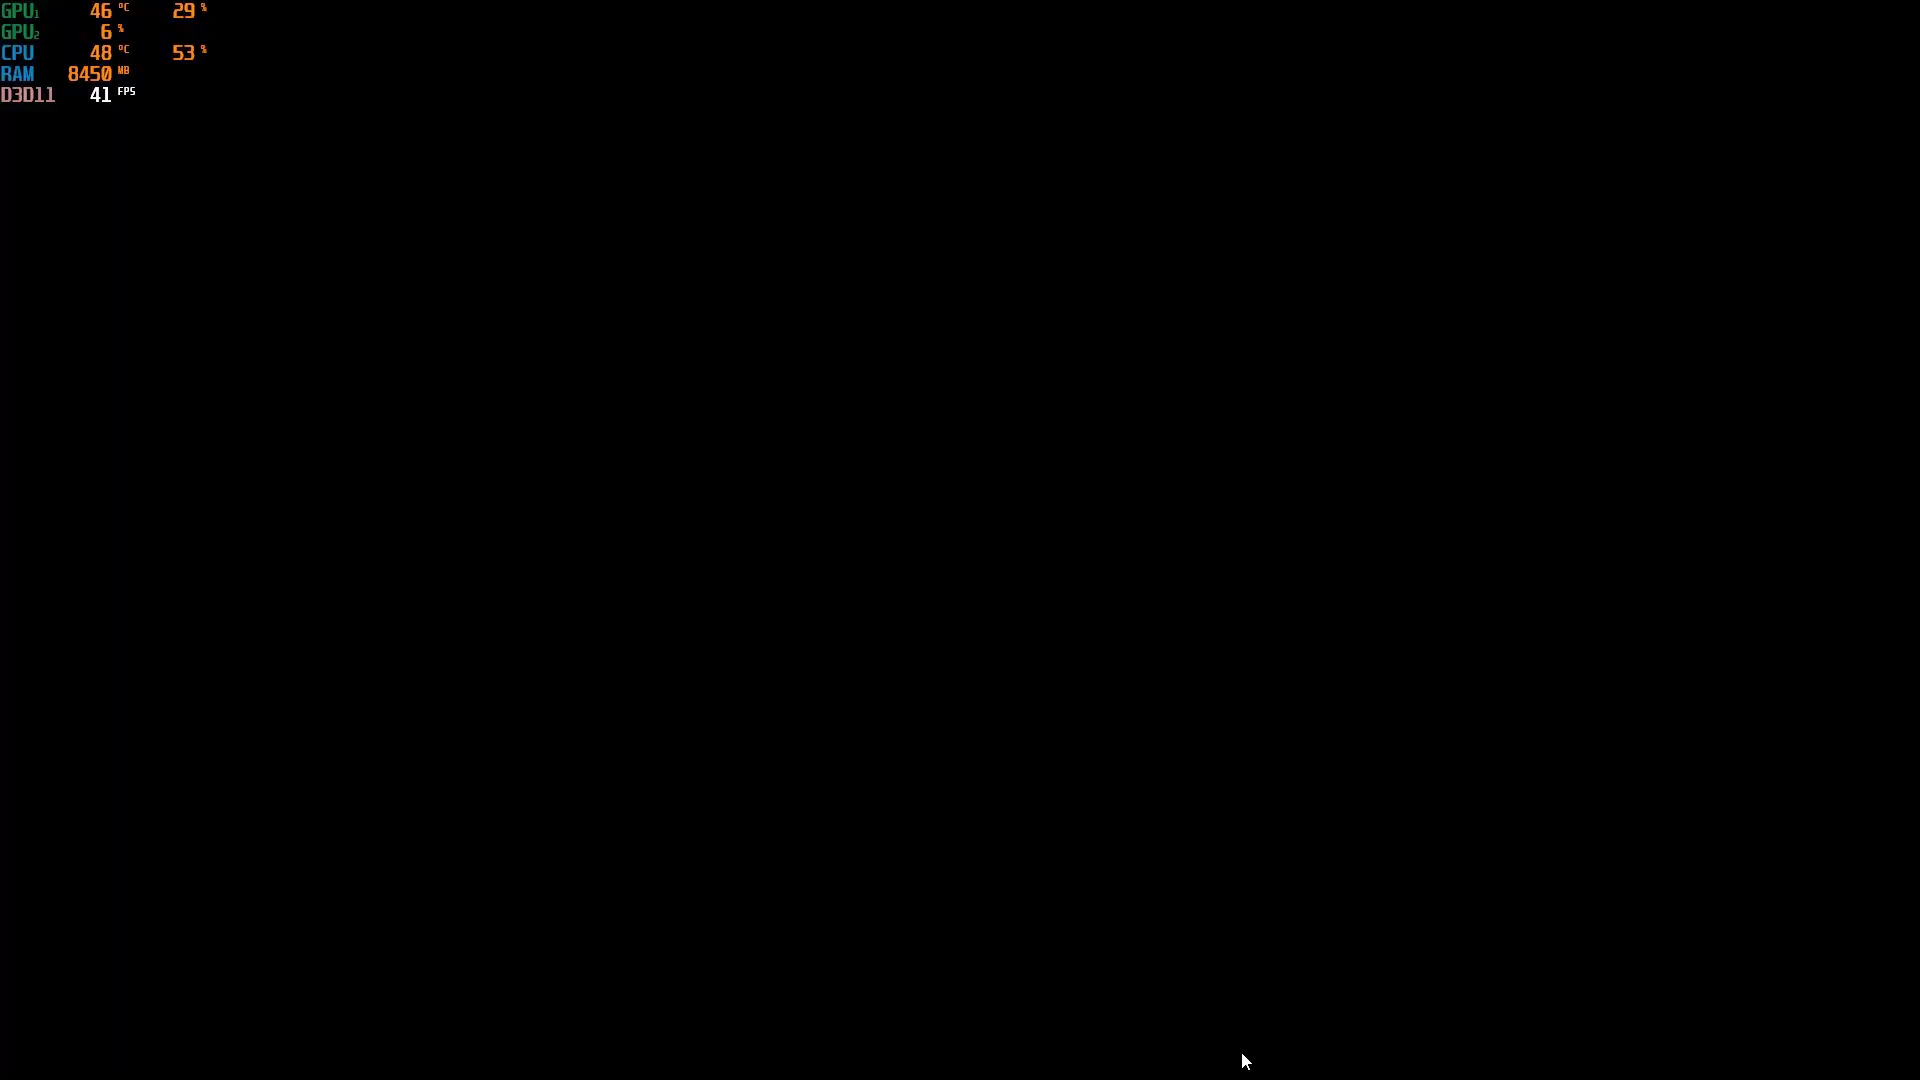 GPU1 46 °C 29 %
GPU2 6 %
CPU 48 °C 53 %
RAM 8450 MB
D3D11 41 FPS